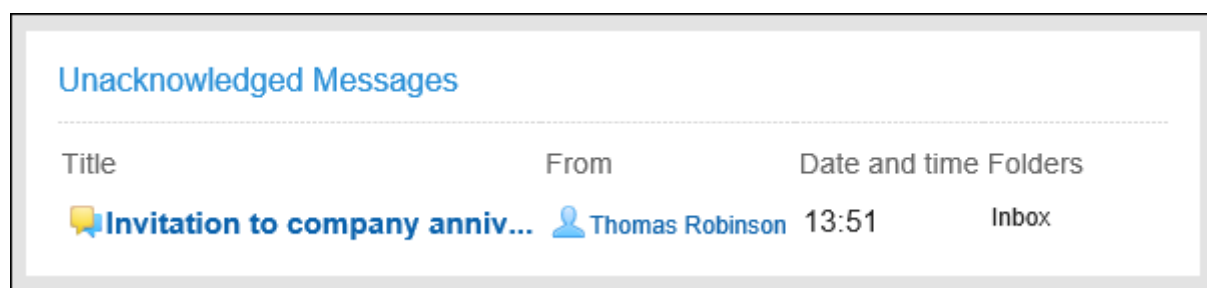 Unacknowledged Messages
Title From Date and time Folders
Invitation to company anniv... Thomas Robinson 13:51 Inbox